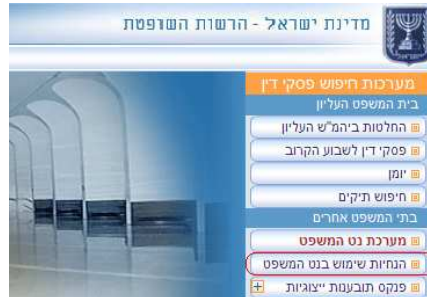 מדינת ישראל - הרשות השופטת
מערכות חיפוש פסקי דין
בית המשפט העליון
החלטות ביהמ"ש העליון
פסקי דין לשבוע הקרוב
יומן
חיפוש תיקים
בתי המשפט אחרים
מערכת נט המשפט
הנחיות שימוש בנט המשפט
פנקס תובענות ייצוגיות